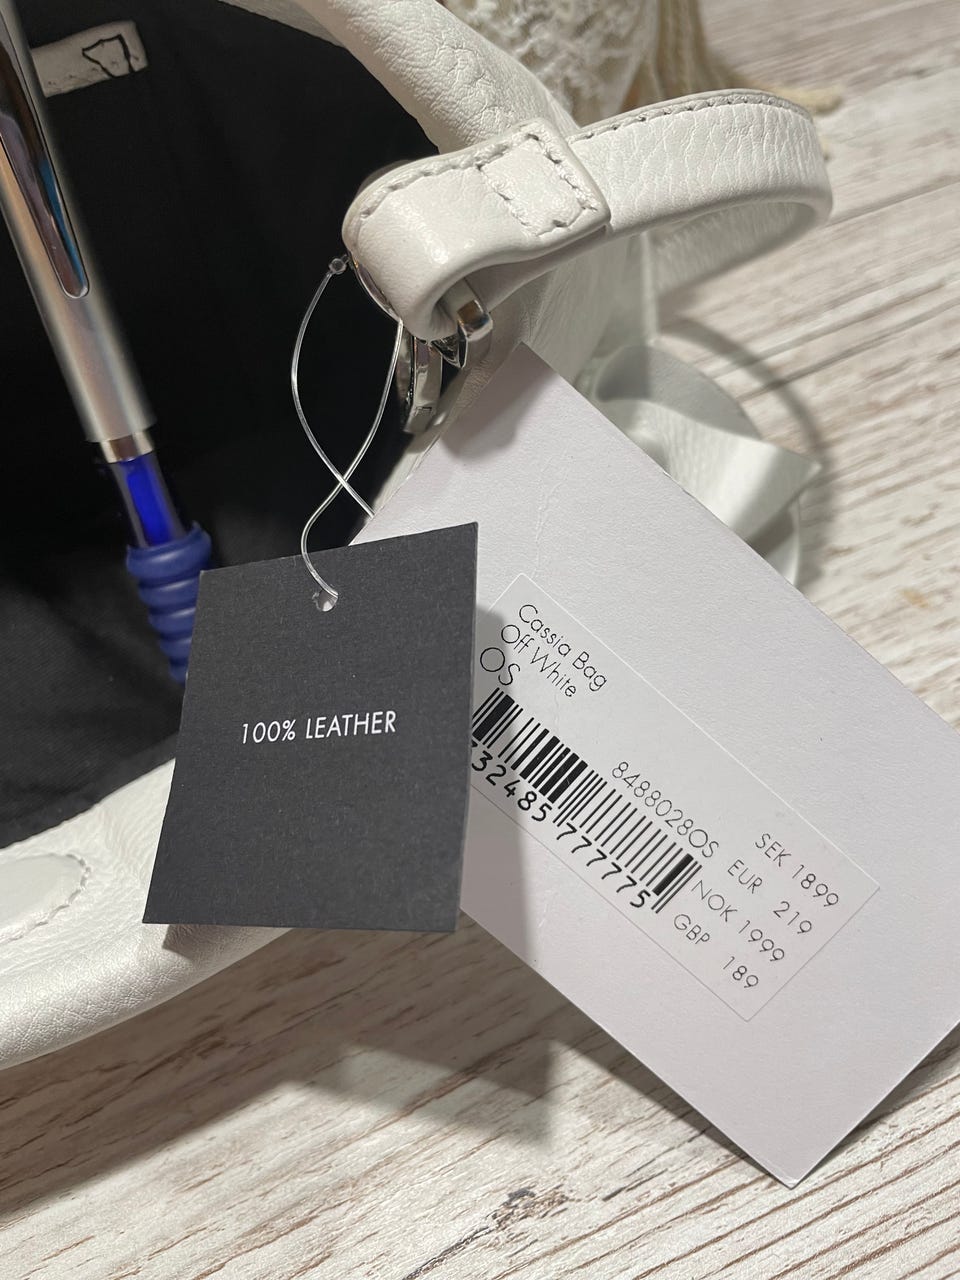 100% LEATHER
Cassia Bag
Off White
OS
8488028OS
32485 777775
SEK 1899
EUR 219
NOK 1999
GBP 189